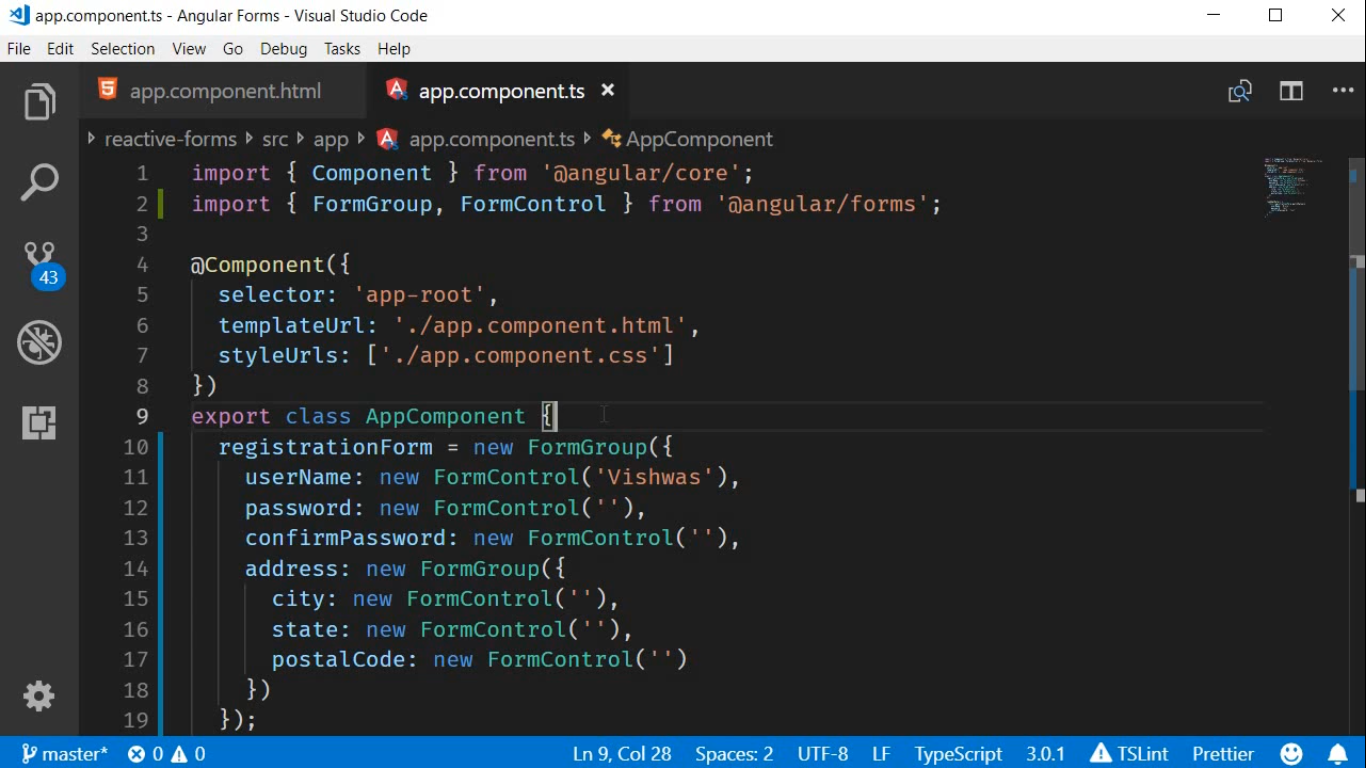 app.component.ts - Angular Forms - Visual Studio Code
File Edit Selection View Go Debug Tasks Help
app.component.html app.component.ts
reactive-forms src app app.component.ts AppComponent
1 import { Component } from '@angular/core';
2 import { FormGroup, FormControl } from '@angular/forms';
3
4 @Component({
5 selector: 'app-root',
6 templateUrl: './app.component.html',
7 styleUrls: ['./app.component.css']
8 })
9 export class AppComponent {
10 registrationForm = new FormGroup({
11 userName: new FormControl('Vishwas'),
12 password: new FormControl(''),
13 confirmPassword: new FormControl(''),
14 address: new FormGroup({
15 city: new FormControl(''),
16 state: new FormControl(''),
17 postalCode: new FormControl('')
18 })
19 });
43
master* 0 0 Ln 9, Col 28 Spaces: 2 UTF-8 LF TypeScript 3.0.1 TSLint Prettier